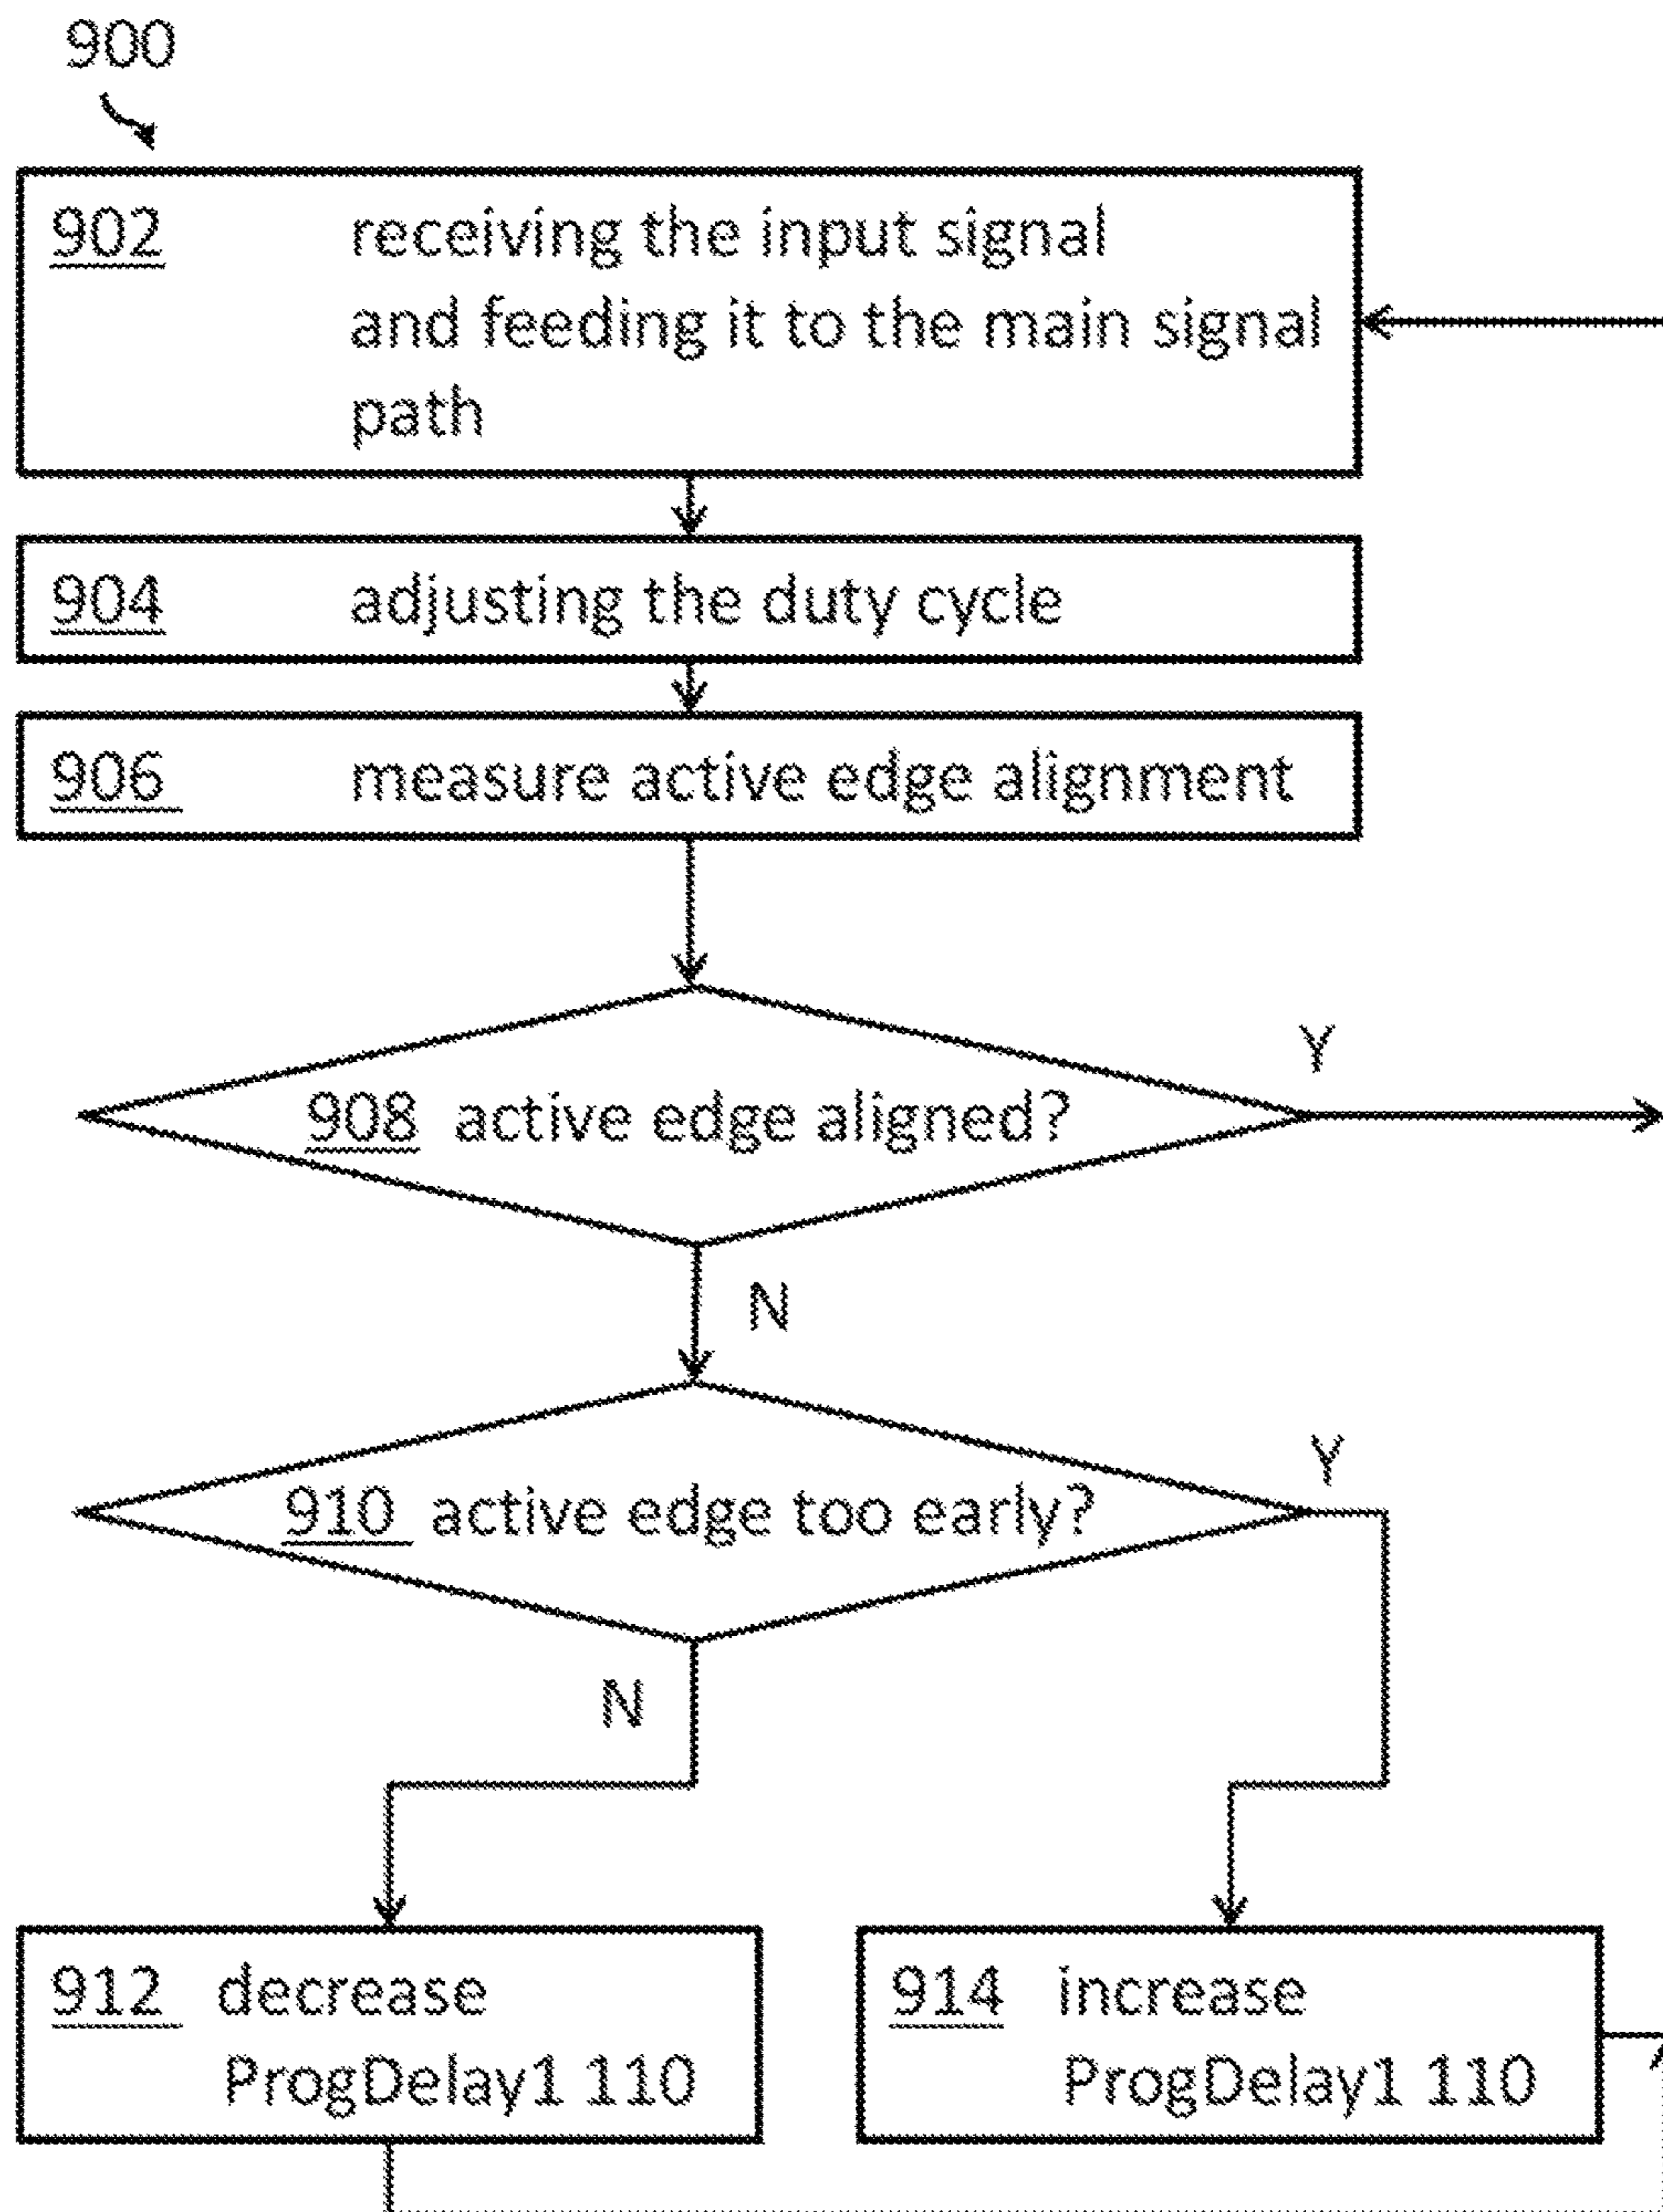 900
902 receiving the input signal
and feeding it to the main signal
path
904 adjusting the duty cycle
906 measure active edge alignment
Y
908 active edge aligned?
N
Y
910 active edge too early?
N
912 decrease
ProgDelay1 110
914 increase
ProgDelay1 110